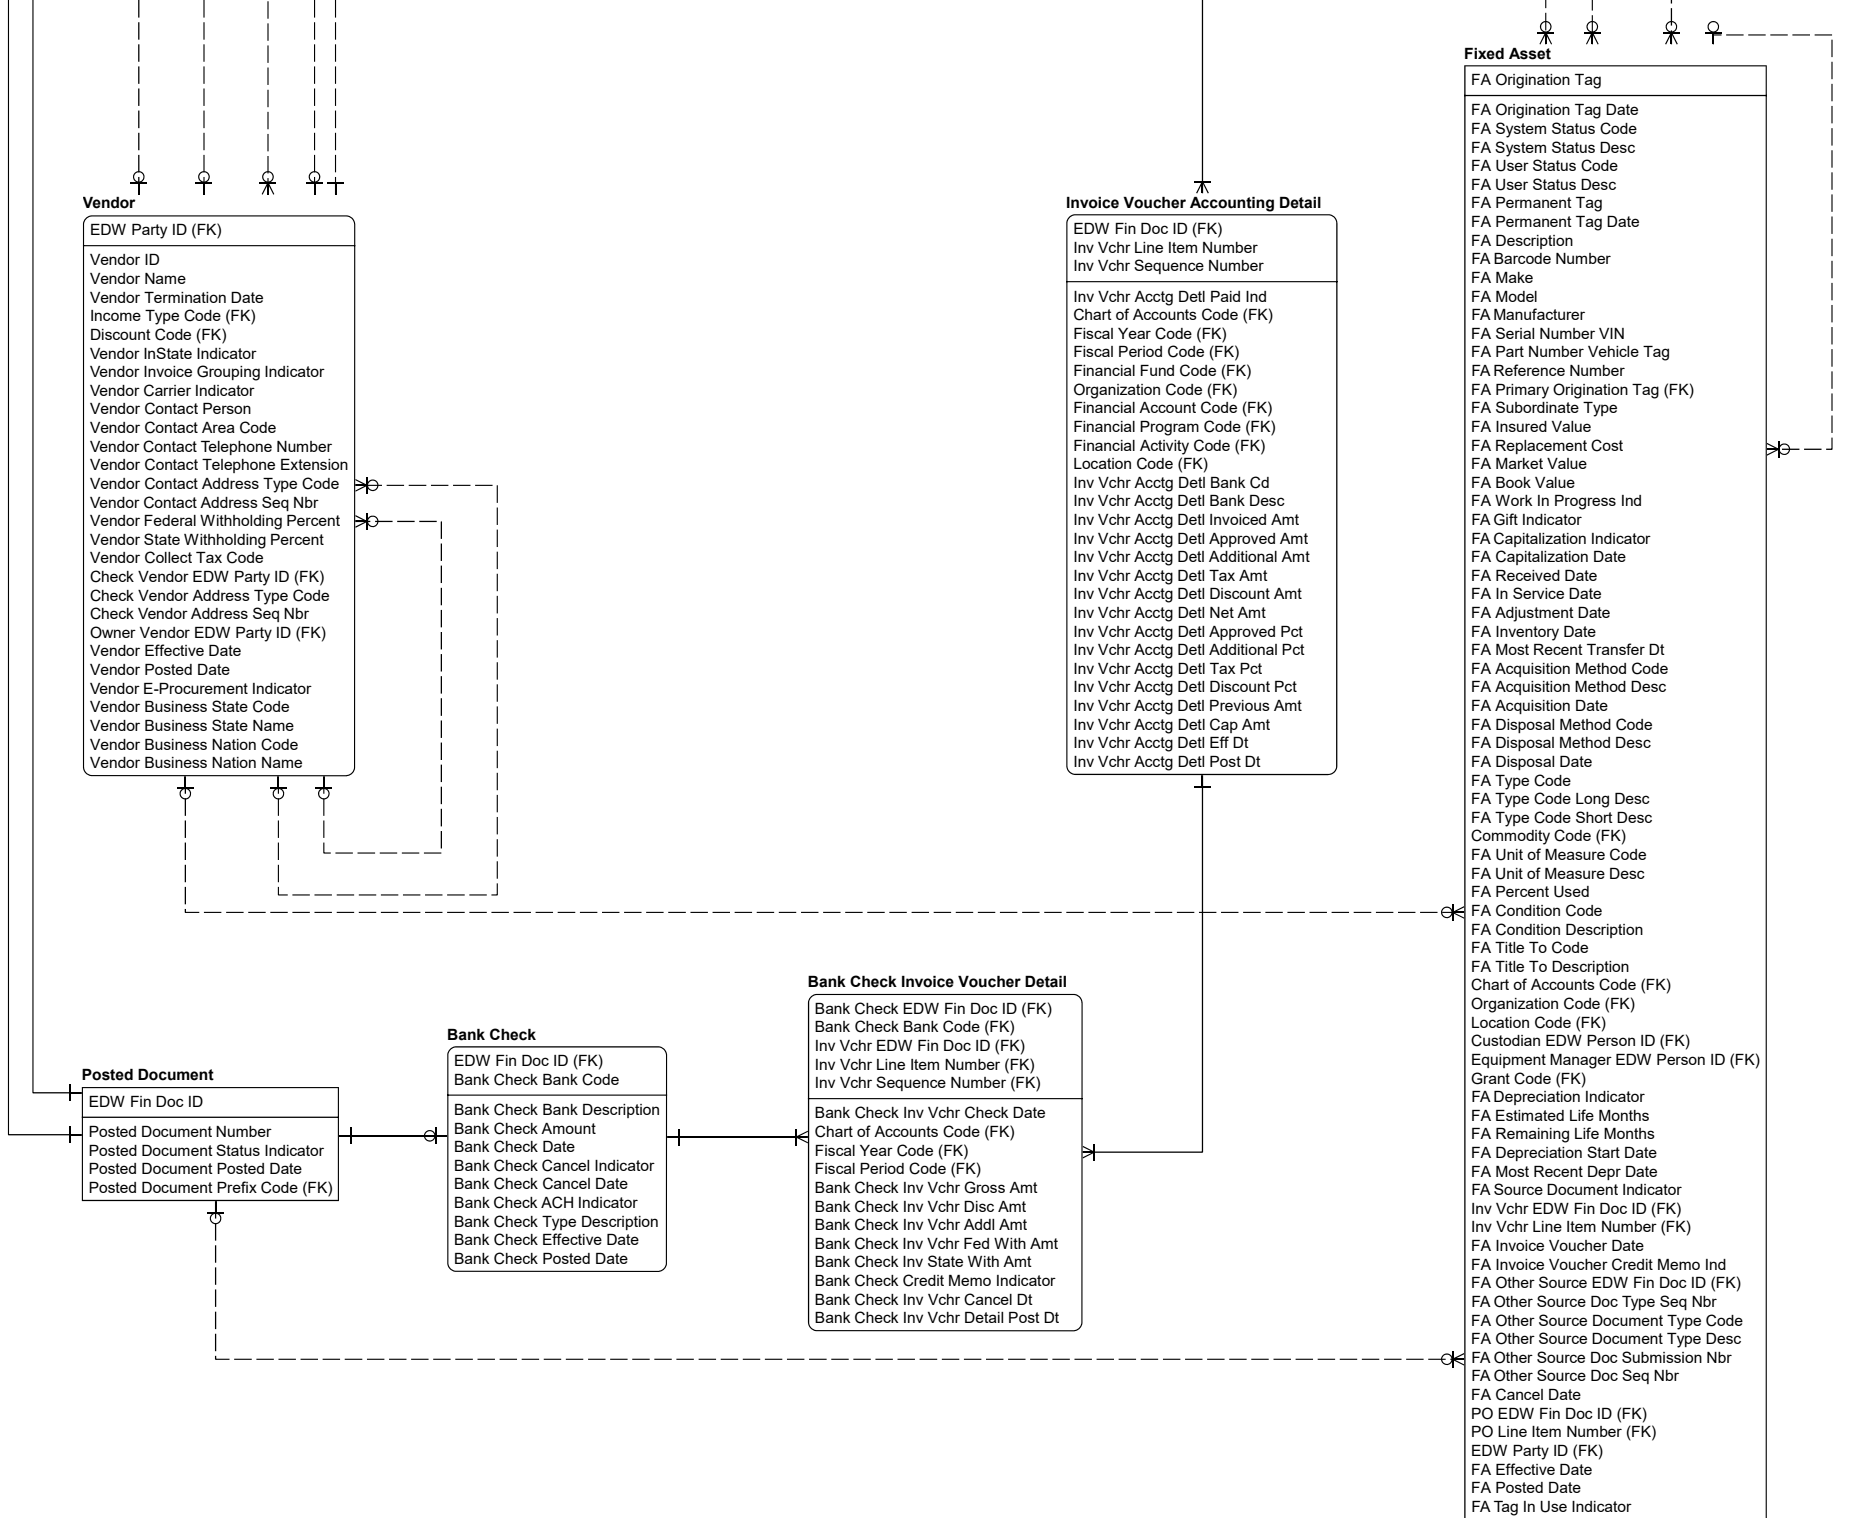 Vendor
EDW Party ID (FK)
Vendor ID
Vendor Name
Vendor Termination Date
Income Type Code (FK)
Discount Code (FK)
Vendor InState Indicator
Vendor Invoice Grouping Indicator
Vendor Carrier Indicator
Vendor Contact Person
Vendor Contact Area Code
Vendor Contact Telephone Number
Vendor Contact Telephone Extension
Vendor Contact Address Type Code
Vendor Contact Address Seq Nbr
Vendor Federal Withholding Percent
Vendor State Withholding Percent
Vendor Collect Tax Code
Check Vendor EDW Party ID (FK)
Check Vendor Address Type Code
Check Vendor Address Seq Nbr
Owner Vendor EDW Party ID (FK)
Vendor Effective Date
Vendor Posted Date
Vendor E-Procurement Indicator
Vendor Business State Code
Vendor Business State Name
Vendor Business Nation Code
Vendor Business Nation Name
Posted Document
EDW Fin Doc ID
Posted Document Number
Posted Document Status Indicator
Posted Document Posted Date
Posted Document Prefix Code (FK)
Bank Check
EDW Fin Doc ID (FK)
Bank Check Bank Code
Bank Check Bank Description
Bank Check Amount
Bank Check Date
Bank Check Cancel Indicator
Bank Check Cancel Date
Bank Check ACH Indicator
Bank Check Type Description
Bank Check Effective Date
Bank Check Posted Date
Bank Check Invoice Voucher Detail
Bank Check EDW Fin Doc ID (FK)
Bank Check Bank Code (FK)
Inv Vchr EDW Fin Doc ID (FK)
Inv Vchr Line Item Number (FK)
Inv Vchr Sequence Number (FK)
Bank Check Inv Vchr Check Date
Chart of Accounts Code (FK)
Fiscal Year Code (FK)
Fiscal Period Code (FK)
Bank Check Inv Vchr Gross Amt
Bank Check Inv Vchr Disc Amt
Bank Check Inv Vchr Addl Amt
Bank Check Inv Vchr Fed With Amt
Bank Check Inv State With Amt
Bank Check Credit Memo Indicator
Bank Check Inv Vchr Cancel Dt
Bank Check Inv Vchr Detail Post Dt
Invoice Voucher Accounting Detail
EDW Fin Doc ID (FK)
Inv Vchr Line Item Number
Inv Vchr Sequence Number
Inv Vchr Acctg Detl Paid Ind
Chart of Accounts Code (FK)
Fiscal Year Code (FK)
Fiscal Period Code (FK)
Financial Fund Code (FK)
Organization Code (FK)
Financial Account Code (FK)
Financial Program Code (FK)
Financial Activity Code (FK)
Location Code (FK)
Inv Vchr Acctg Detl Bank Cd
Inv Vchr Acctg Detl Bank Desc
Inv Vchr Acctg Detl Invoiced Amt
Inv Vchr Acctg Detl Approved Amt
Inv Vchr Acctg Detl Additional Amt
Inv Vchr Acctg Detl Tax Amt
Inv Vchr Acctg Detl Discount Amt
Inv Vchr Acctg Detl Net Amt
Inv Vchr Acctg Detl Approved Pct
Inv Vchr Acctg Detl Additional Pct
Inv Vchr Acctg Detl Tax Pct
Inv Vchr Acctg Detl Discount Pct
Inv Vchr Acctg Detl Previous Amt
Inv Vchr Acctg Detl Cap Amt
Inv Vchr Acctg Detl Eff Dt
Inv Vchr Acctg Detl Post Dt
Fixed Asset
FA Origination Tag
FA Origination Tag Date
FA System Status Code
FA System Status Desc
FA User Status Code
FA User Status Desc
FA Permanent Tag
FA Permanent Tag Date
FA Description
FA Barcode Number
FA Make
FA Model
FA Manufacturer
FA Serial Number VIN
FA Part Number Vehicle Tag
FA Reference Number
FA Primary Origination Tag (FK)
FA Subordinate Type
FA Insured Value
FA Replacement Cost
FA Market Value
FA Book Value
FA Work In Progress Ind
FA Gift Indicator
FA Capitalization Indicator
FA Capitalization Date
FA Received Date
FA In Service Date
FA Adjustment Date
FA Inventory Date
FA Most Recent Transfer Dt
FA Acquisition Method Code
FA Acquisition Method Desc
FA Acquisition Date
FA Disposal Method Code
FA Disposal Method Desc
FA Disposal Date
FA Type Code
FA Type Code Long Desc
FA Type Code Short Desc
Commodity Code (FK)
FA Unit of Measure Code
FA Unit of Measure Desc
FA Percent Used
FA Condition Code
FA Condition Description
FA Title To Code
FA Title To Description
Chart of Accounts Code (FK)
Organization Code (FK)
Location Code (FK)
Custodian EDW Person ID (FK)
Equipment Manager EDW Person ID (FK)
Grant Code (FK)
FA Depreciation Indicator
FA Estimated Life Months
FA Remaining Life Months
FA Depreciation Start Date
FA Most Recent Depr Date
FA Source Document Indicator
Inv Vchr EDW Fin Doc ID (FK)
Inv Vchr Line Item Number (FK)
FA Invoice Voucher Date
FA Invoice Voucher Credit Memo Ind
FA Other Source EDW Fin Doc ID (FK)
FA Other Source Doc Type Seq Nbr
FA Other Source Document Type Code
FA Other Source Document Type Desc
FA Other Source Doc Submission Nbr
FA Other Source Doc Seq Nbr
FA Cancel Date
PO EDW Fin Doc ID (FK)
PO Line Item Number (FK)
EDW Party ID (FK)
FA Effective Date
FA Posted Date
FA Tag In Use Indicator